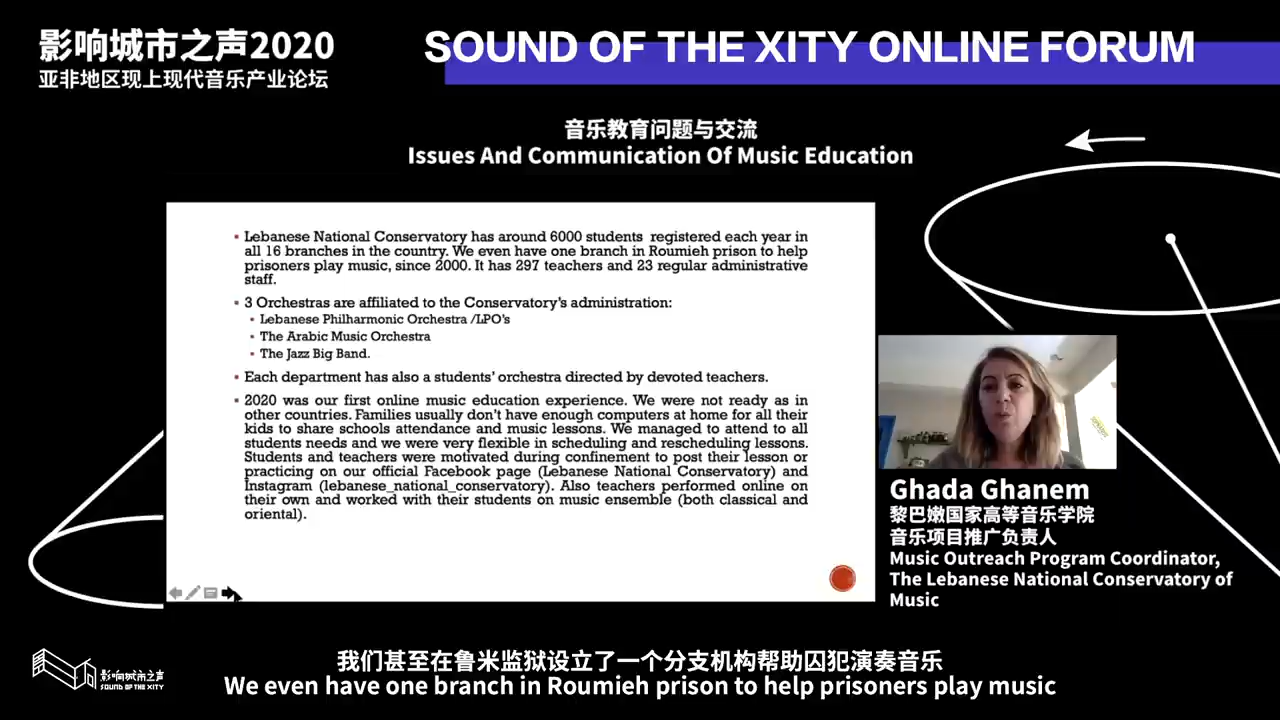 影响城市之声2020
亚非地区现上现代音乐产业论坛
SOUND OF THE XITY ONLINE FORUM
音乐教育问题与交流
Issues And Communication Of Music Education
• Lebanese National Conservatory has around 6000 students registered each year in
all 16 branches in the country. We even have one branch in Roumieh prison to help
prisoners play music, since 2000. It has 297 teachers and 23 regular administrative
staff.
• 3 Orchestras are affiliated to the Conservatory's administration:
• Lebanese Philharmonic Orchestra /LPO's
• The Arabic Music Orchestra
• The Jazz Big Band.
• Each department has also a students' orchestra directed by devoted teachers.
• 2020 was our first online music education experience. We were not ready as in
other countries. Families usually don't have enough computers at home for all their
kids to share schools attendance and music lessons. We managed to attend to all
students needs and we were very flexible in scheduling and rescheduling lessons.
Students and teachers were motivated during confinement to post their lesson or
practicing on our official Facebook page (Lebanese National Conservatory) and
Instagram (lebanese_national_conservatory). Also teachers performed online on
their own and worked with their students on music ensemble (both classical and
oriental).
Ghada Ghanem
黎巴嫩国家高等音乐学院
音乐项目推广负责人
Music Outreach Program Coordinator,
The Lebanese National Conservatory of
Music
影响城市之声
SOUND OF THE XITY
我们甚至在鲁米监狱设立了一个分支机构帮助囚犯演奏音乐
We even have one branch in Roumieh prison to help prisoners play music